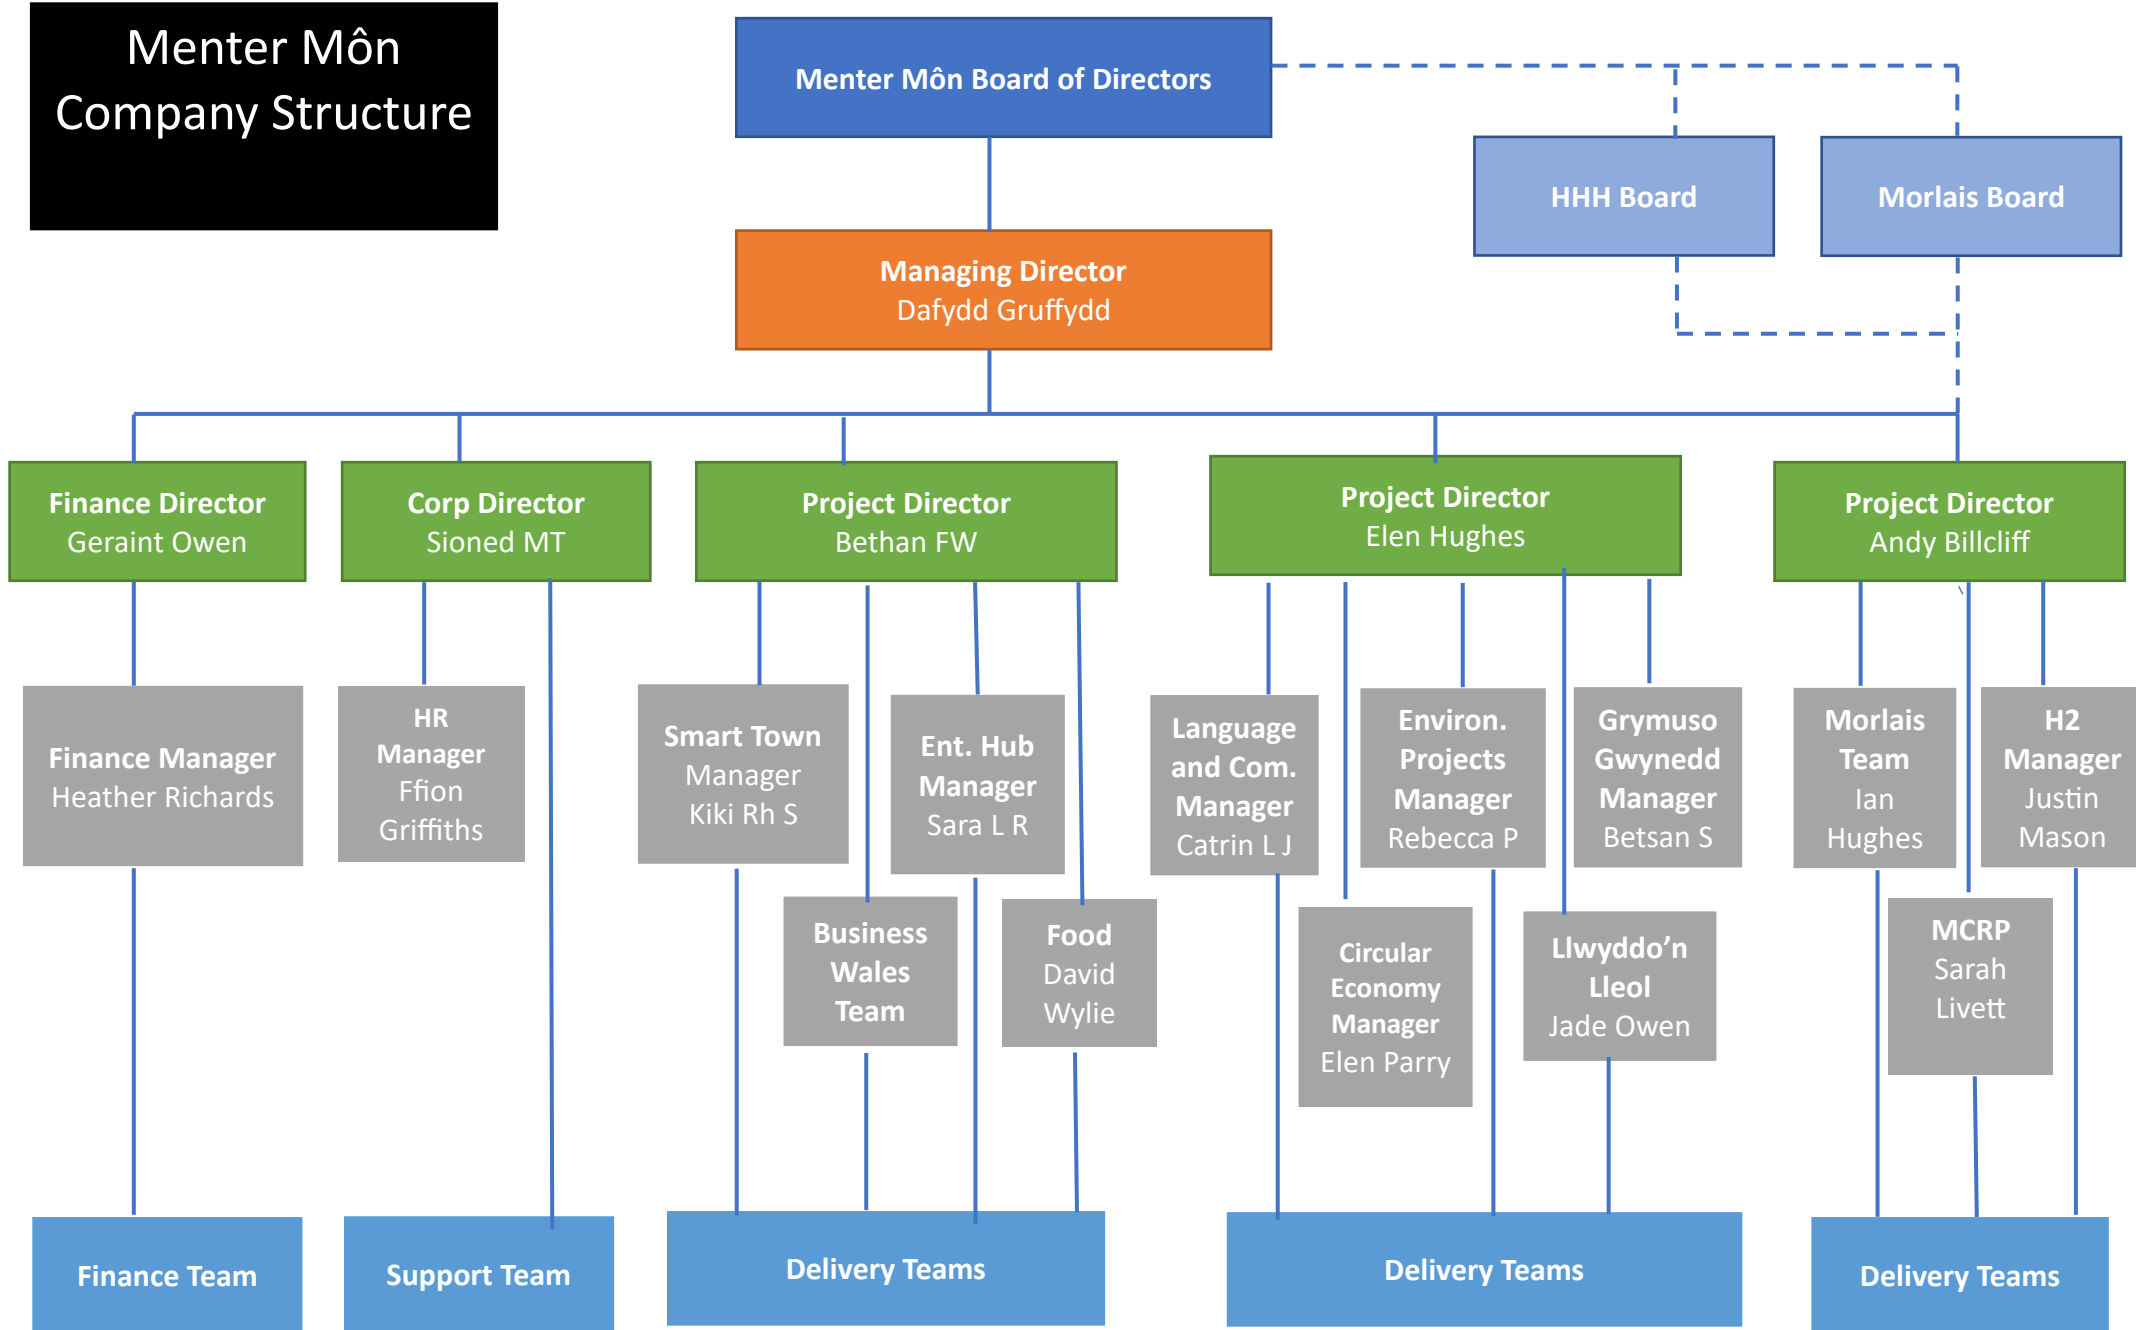 Menter Môn
Company Structure
Menter Môn Board of Directors
HHH Board
Morlais Board
Managing Director
Dafydd Gruffydd
Finance Director
Geraint Owen
Corp Director
Sioned MT
Project Director
Bethan FW
Project Director
Elen Hughes
Project Director
Andy Billcliff
Finance Manager
Heather Richards
HR
Manager
Ffion
Griffiths
Smart Town
Manager
Kiki Rh S
Business
Wales
Team
Ent. Hub
Manager
Sara L R
Food
David
Wylie
Language
and Com.
Manager
Catrin L J
Circular
Economy
Manager
Elen Parry
Environ.
Projects
Manager
Rebecca P
Llwyddo’n
Lleol
Jade Owen
Grymuso
Gwynedd
Manager
Betsan S
Morlais
Team
Ian
Hughes
MCRP
Sarah
Livett
H2
Manager
Justin
Mason
Finance Team
Support Team
Delivery Teams
Delivery Teams
Delivery Teams